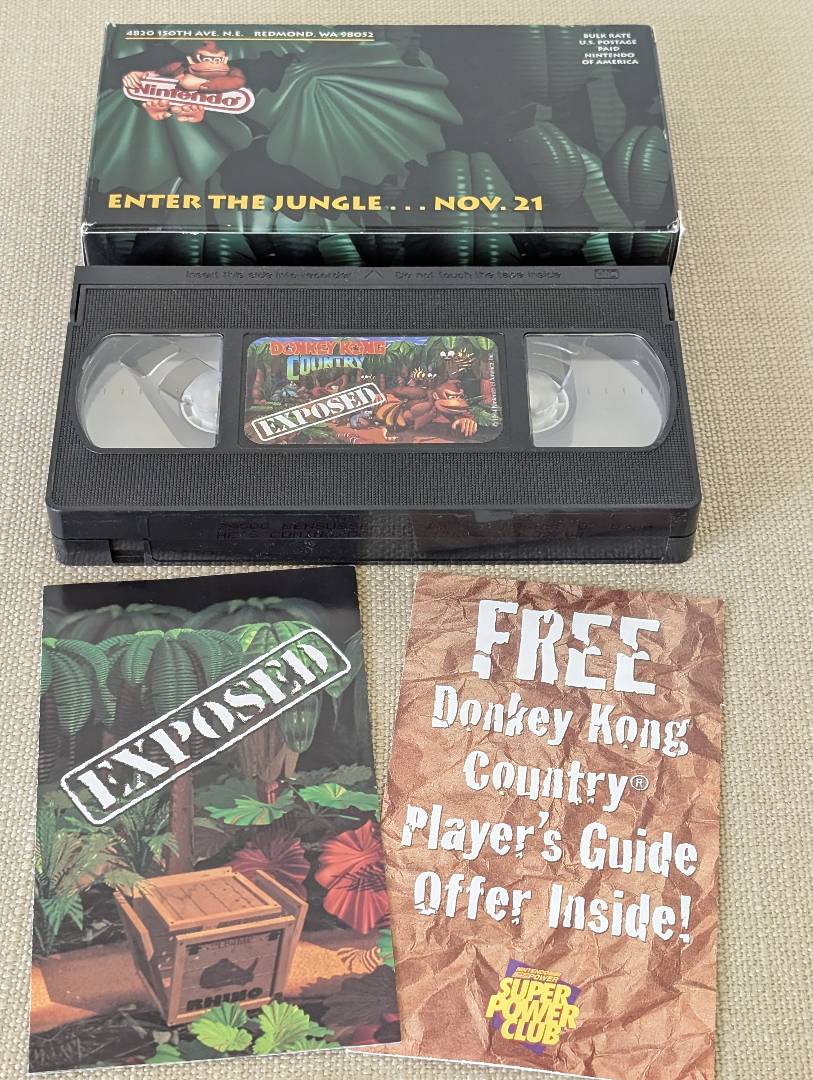 4820 150TH AVE. N.E. REDMOND, WA 98052
BULK RATE
U.S. POSTAGE
PAID
NINTENDO
OF AMERICA
Nintendo®
ENTER THE JUNGLE . . . NOV. 21
Insert this side into recorder
Do not touch the tape inside
DONKEY KONG
COUNTRY
EXPOSED
EXPOSED
RHINO
FREE
Donkey Kong
Country®
Player's Guide
Offer Inside!
NINTENDO
POWER
SUPER
POWER
CLUB